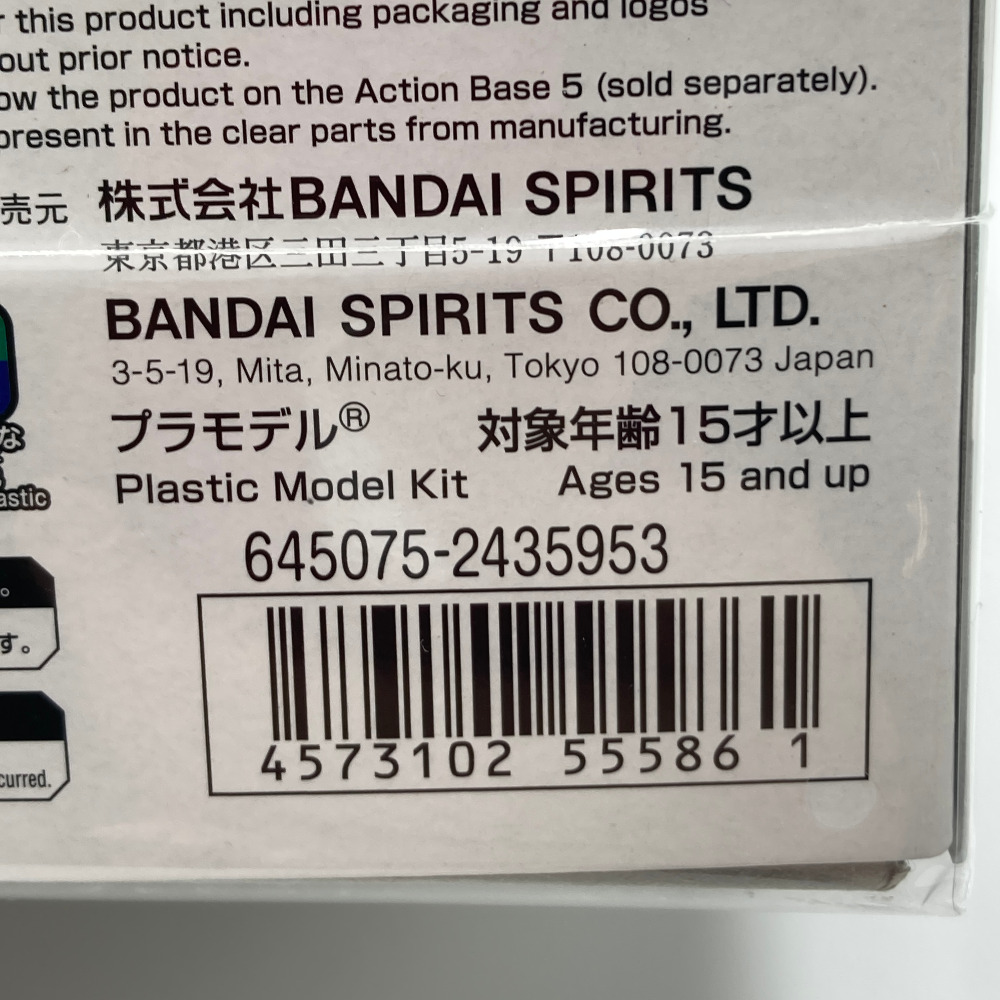 this product including packaging and logos
out prior notice.
ow the product on the Action Base 5 (sold separately).
present in the clear parts from manufacturing.
売元 株式会社BANDAI SPIRITS
東京都港区三田三丁目5-19 〒108-0073
BANDAI SPIRITS CO., LTD.
3-5-19, Mita, Minato-ku, Tokyo 108-0073 Japan
プラモデル® 対象年齢15才以上
な
astic
Plastic Model Kit Ages 15 and up
645075-2435953
。
す。
curred.
4573102 55586 1